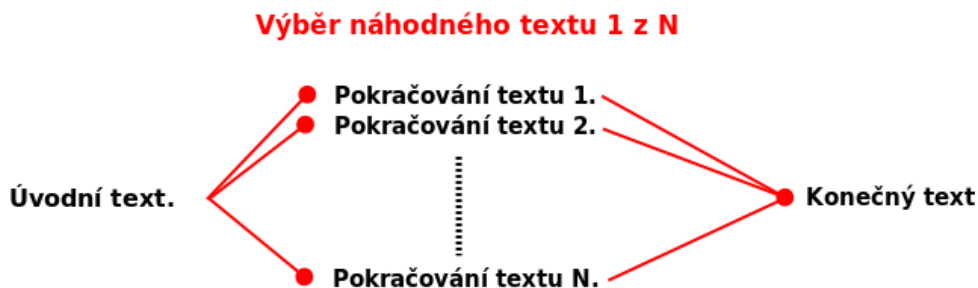 Výběr náhodného textu 1 z N
Pokračování textu 1.
Pokračování textu 2.
Úvodní text.
Konečný text
Pokračování textu N.